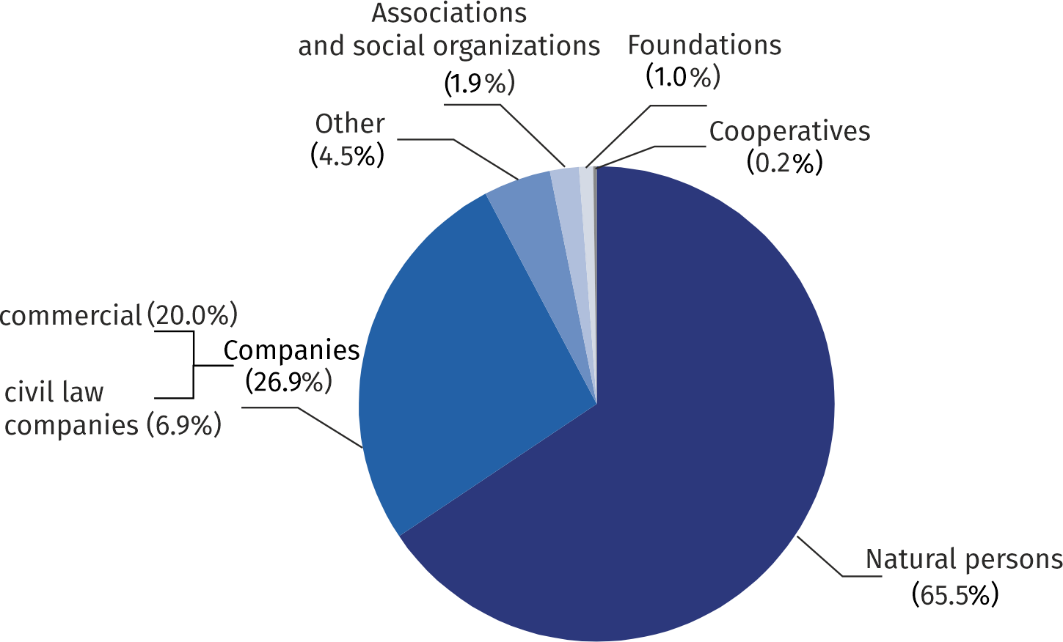 Associations
and social organizations
(1.9%)
Foundations
(1.0%)
Other
(4.5%)
Cooperatives
(0.2%)
commercial (20.0%)
Companies
(26.9%)
civil law
companies (6.9%)
Natural persons
(65.5%)